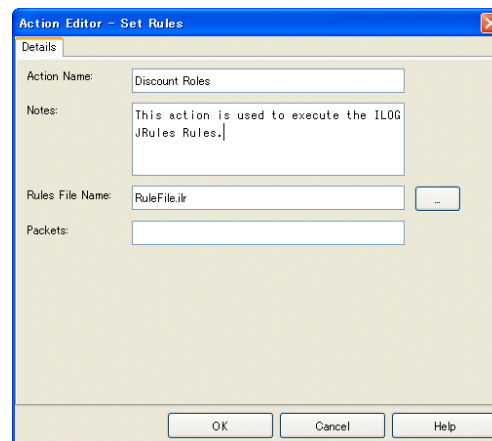 Action Editor - Set Rules
Details
Action Name:
Discount Roles
Notes:
This action is used to execute the ILOG
JRules Rules.
Rules File Name:
RuleFile.ilr
...
Packets:
OK
Cancel
Help